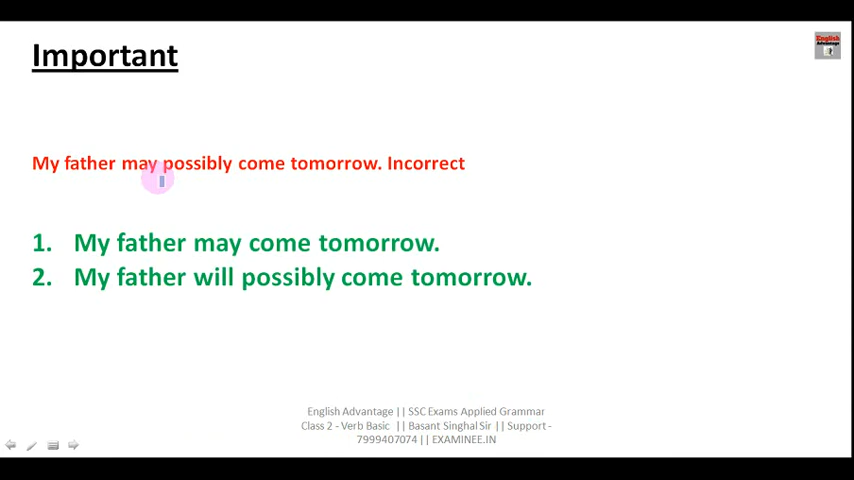 Important
English
Advantage
My father may possibly come tomorrow. Incorrect
1. My father may come tomorrow.
2. My father will possibly come tomorrow.
English Advantage || SSC Exams Applied Grammar
Class 2 - Verb Basic || Basant Singhal Sir || Support -
7999407074 || EXAMINEE.IN